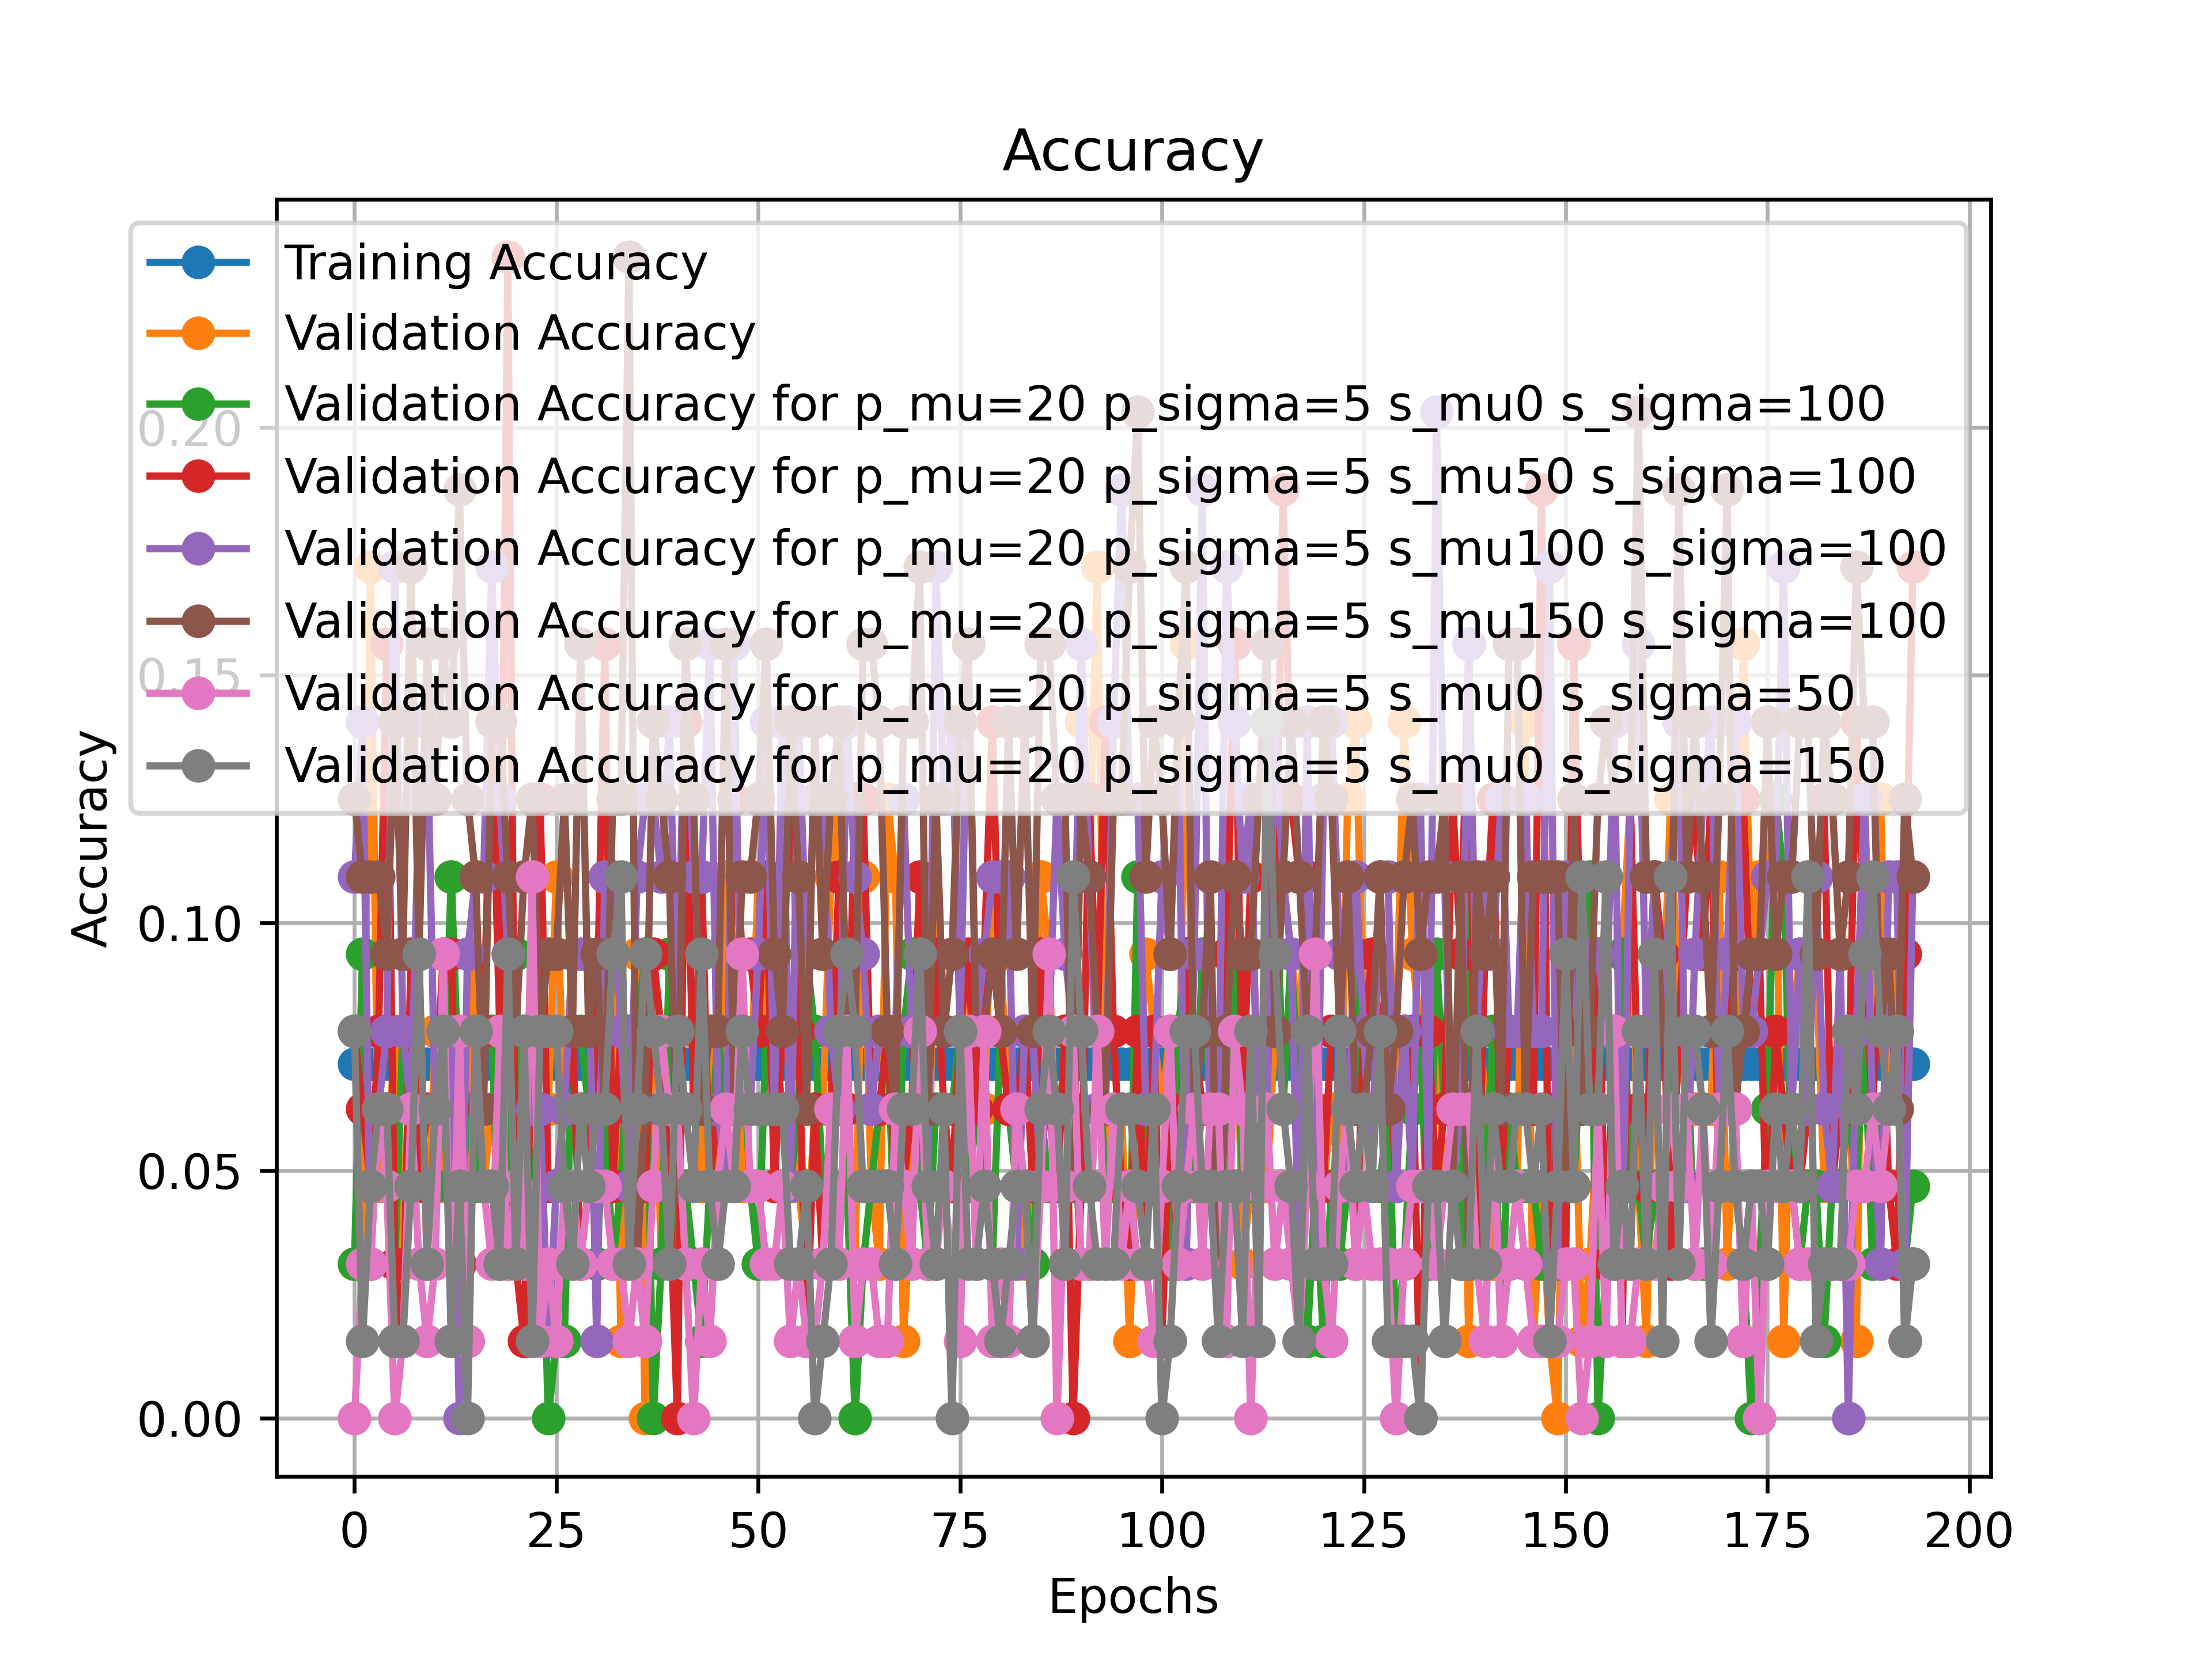 Accuracy
Training Accuracy
Validation Accuracy
Validation Accuracy for p_mu=20 p_sigma=5 s_mu0 s_sigma=100
Validation Accuracy for p_mu=20 p_sigma=5 s_mu50 s_sigma=100
Validation Accuracy for p_mu=20 p_sigma=5 s_mu100 s_sigma=100
Validation Accuracy for p_mu=20 p_sigma=5 s_mu150 s_sigma=100
Validation Accuracy for p_mu=20 p_sigma=5 s_mu0 s_sigma=50
Validation Accuracy for p_mu=20 p_sigma=5 s_mu0 s_sigma=150
0.20
0.15
0.10
0.05
0.00
Accuracy
0 25 50 75 100 125 150 175 200
Epochs